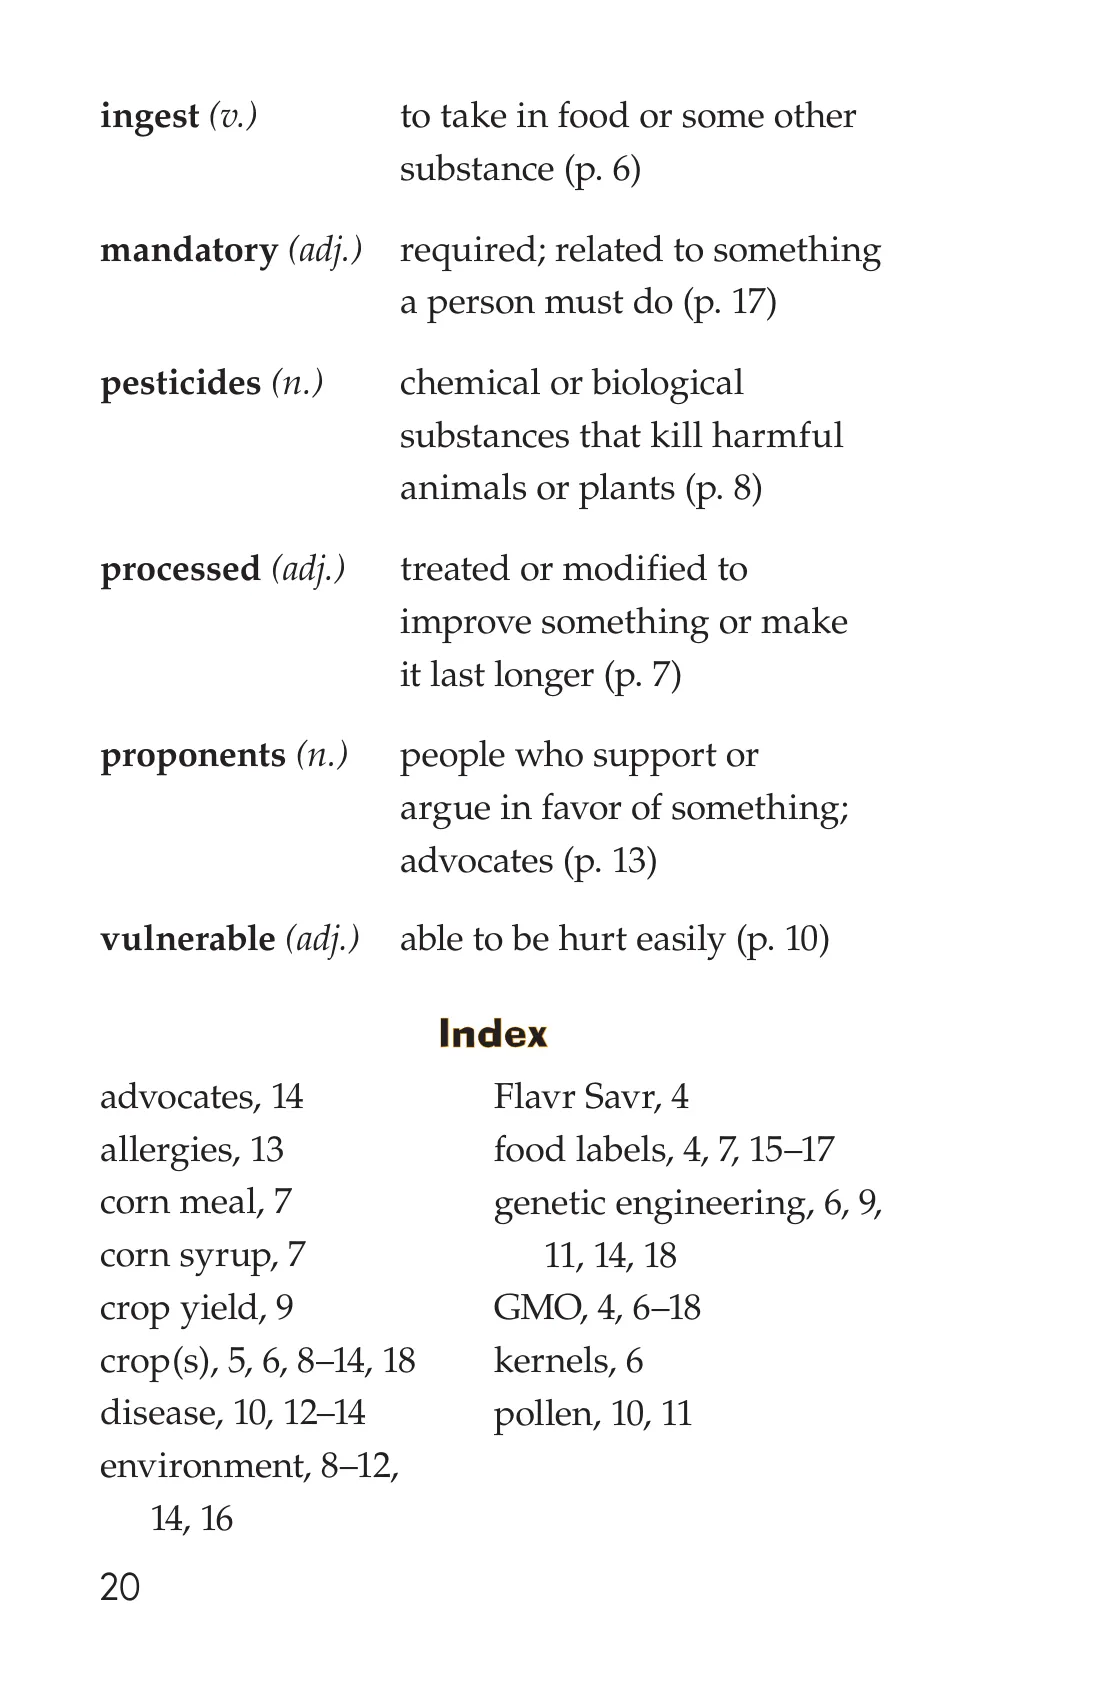 ingest (v.) to take in food or some other
substance (p. 6)
mandatory (adj.) required; related to something
a person must do (p. 17)
pesticides (n.) chemical or biological
substances that kill harmful
animals or plants (p. 8)
processed (adj.) treated or modified to
improve something or make
it last longer (p. 7)
proponents (n.) people who support or
argue in favor of something;
advocates (p. 13)
vulnerable (adj.) able to be hurt easily (p. 10)
Index
advocates, 14
allergies, 13
corn meal, 7
corn syrup, 7
crop yield, 9
crop(s), 5, 6, 8–14, 18
disease, 10, 12–14
environment, 8–12,
14, 16
Flavr Savr, 4
food labels, 4, 7, 15–17
genetic engineering, 6, 9,
11, 14, 18
GMO, 4, 6–18
kernels, 6
pollen, 10, 11
20